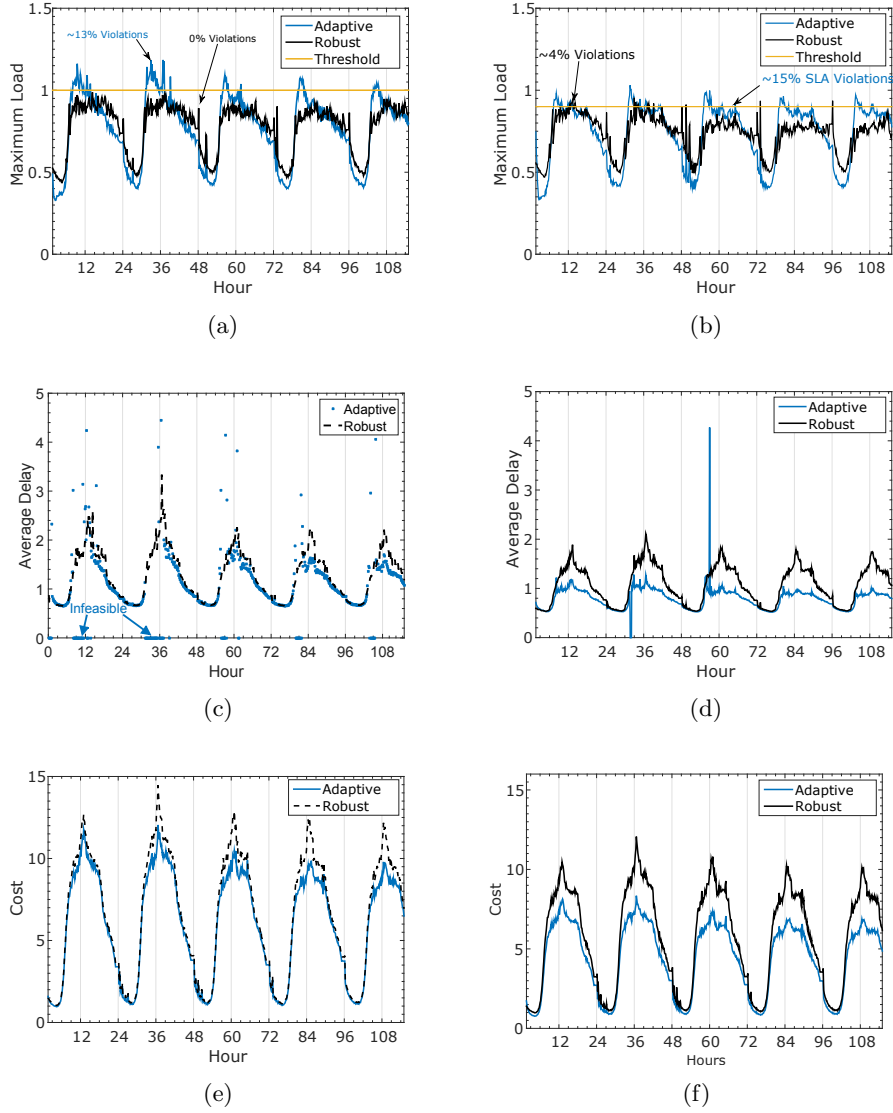 1.5
1
0.5
0
Maximum Load
~13% Violations
0% Violations
Adaptive
Robust
Threshold
12 24 36 48 60 72 84 96 108
Hour
(a)
1.5
1
0.5
0
Maximum Load
~4% Violations
~15% SLA Violations
Adaptive
Robust
Threshold
12 24 36 48 60 72 84 96 108
Hour
(b)
5
4
3
2
1
0
Average Delay
Adaptive
Robust
Infeasible
0 12 24 36 48 60 72 84 96 108
Hour
(c)
5
4
3
2
1
0
Average Delay
Adaptive
Robust
12 24 36 48 60 72 84 96 108
Hour
(d)
15
10
5
0
Cost
Adaptive
Robust
12 24 36 48 60 72 84 96 108
Hour
(e)
15
10
5
0
Cost
Adaptive
Robust
12 24 36 48 60 72 84 96 108
Hours
(f)